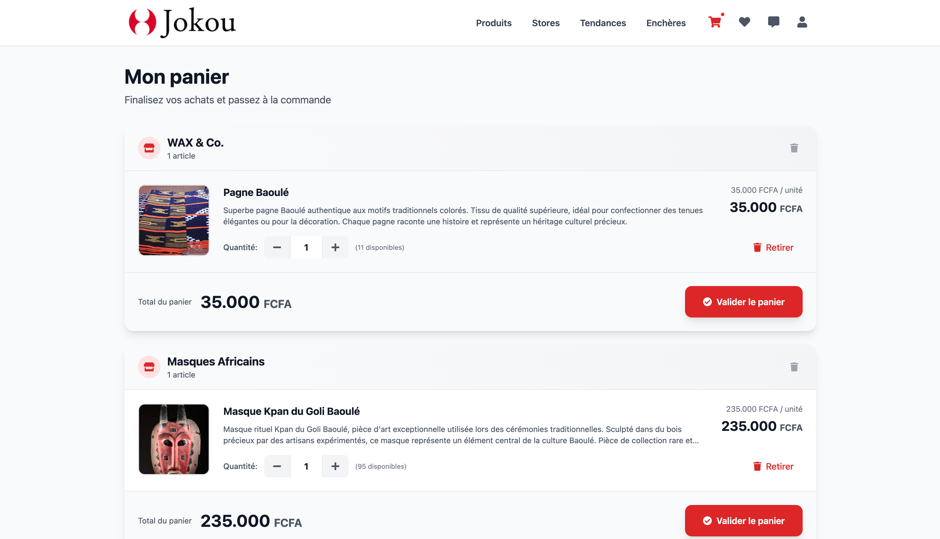 Jokou
Produits Stores Tendances Enchères
Mon panier
Finalisez vos achats et passez à la commande
WAX & Co.
1 article
Pagne Baoulé
35.000 FCFA / unité
Superbe pagne Baoulé authentique aux motifs traditionnels colorés. Tissu de qualité supérieure, idéal pour confectionner des tenues
35.000 FCFA
élégantes ou pour la décoration. Chaque pagne raconte une histoire et représente un héritage culturel précieux.
Quantité: − 1 + (11 disponibles)
Retirer
Total du panier 35.000 FCFA
Valider le panier
Masques Africains
1 article
Masque Kpan du Goli Baoulé
235.000 FCFA / unité
Masque rituel Kpan du Goli Baoulé, pièce d'art exceptionnelle utilisée lors des cérémonies traditionnelles. Sculpté dans du bois
235.000 FCFA
précieux par des artisans expérimentés, ce masque représente un élément central de la culture Baoulé. Pièce de collection rare et...
Quantité: − 1 + (95 disponibles)
Retirer
Total du panier 235.000 FCFA
Valider le panier